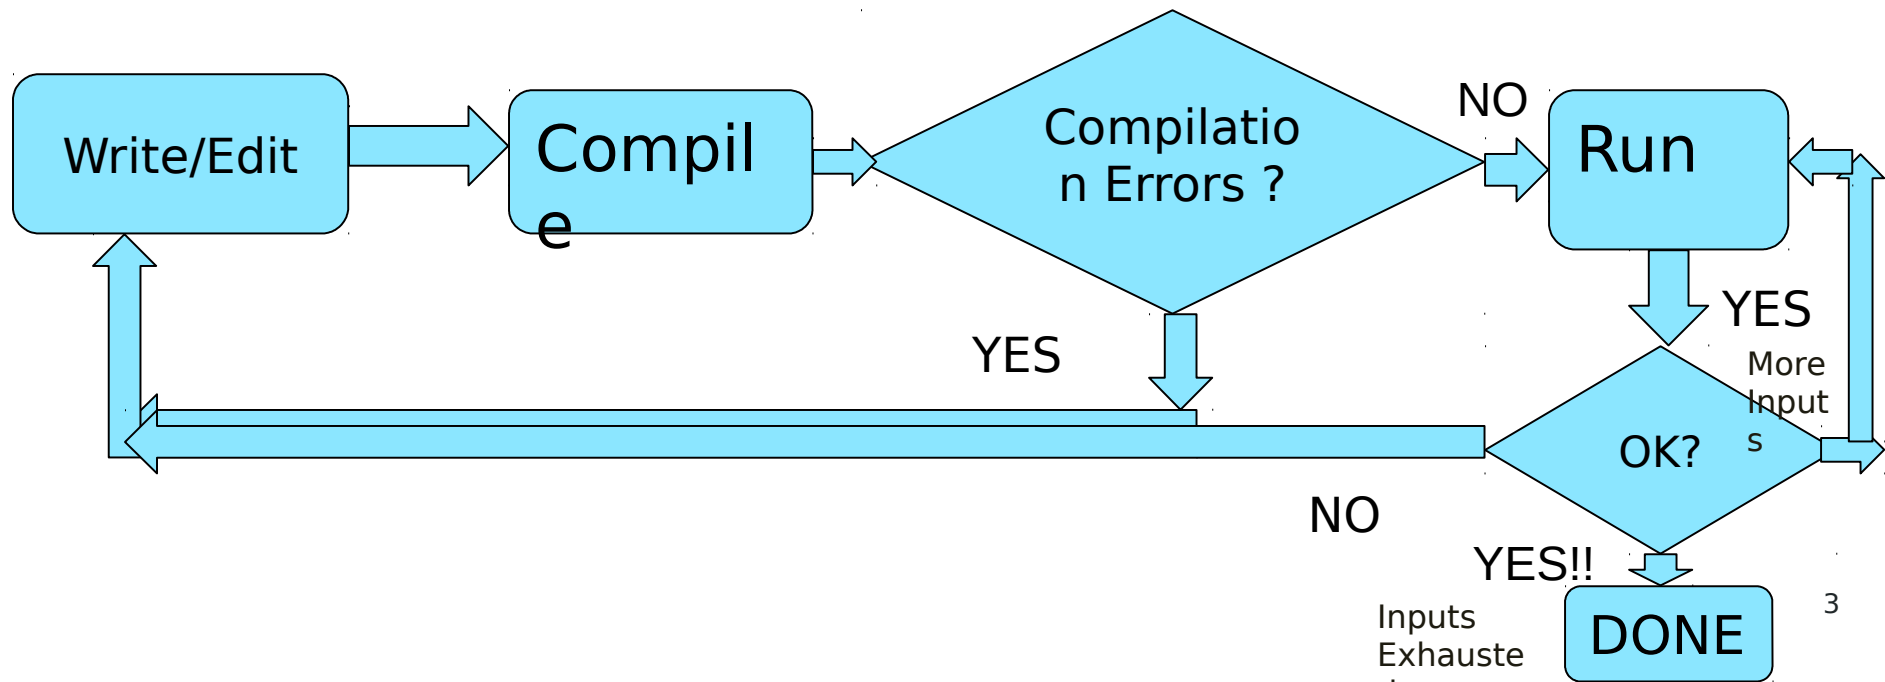 Write/Edit
Compil
e
Compilatio
n Errors ?
NO
Run
YES
YES
More
Input
s
OK?
NO
YES!!
Inputs
Exhauste
DONE
3